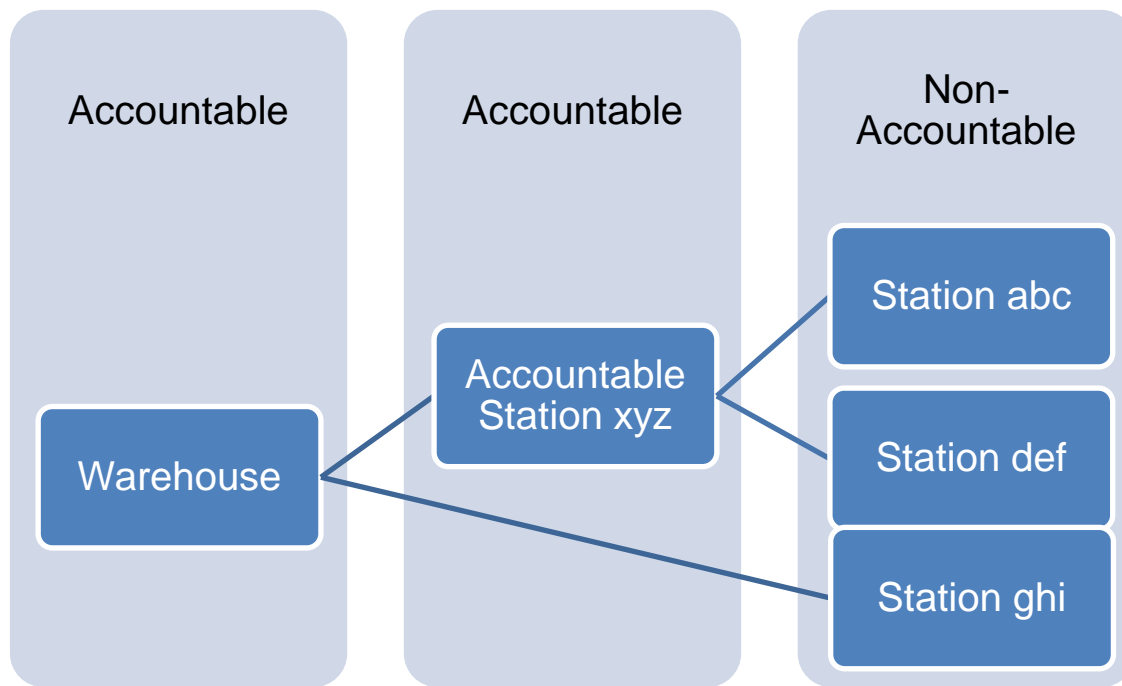 Accountable
Accountable
Non-
Accountable
Warehouse
Accountable
Station xyz
Station abc
Station def
Station ghi